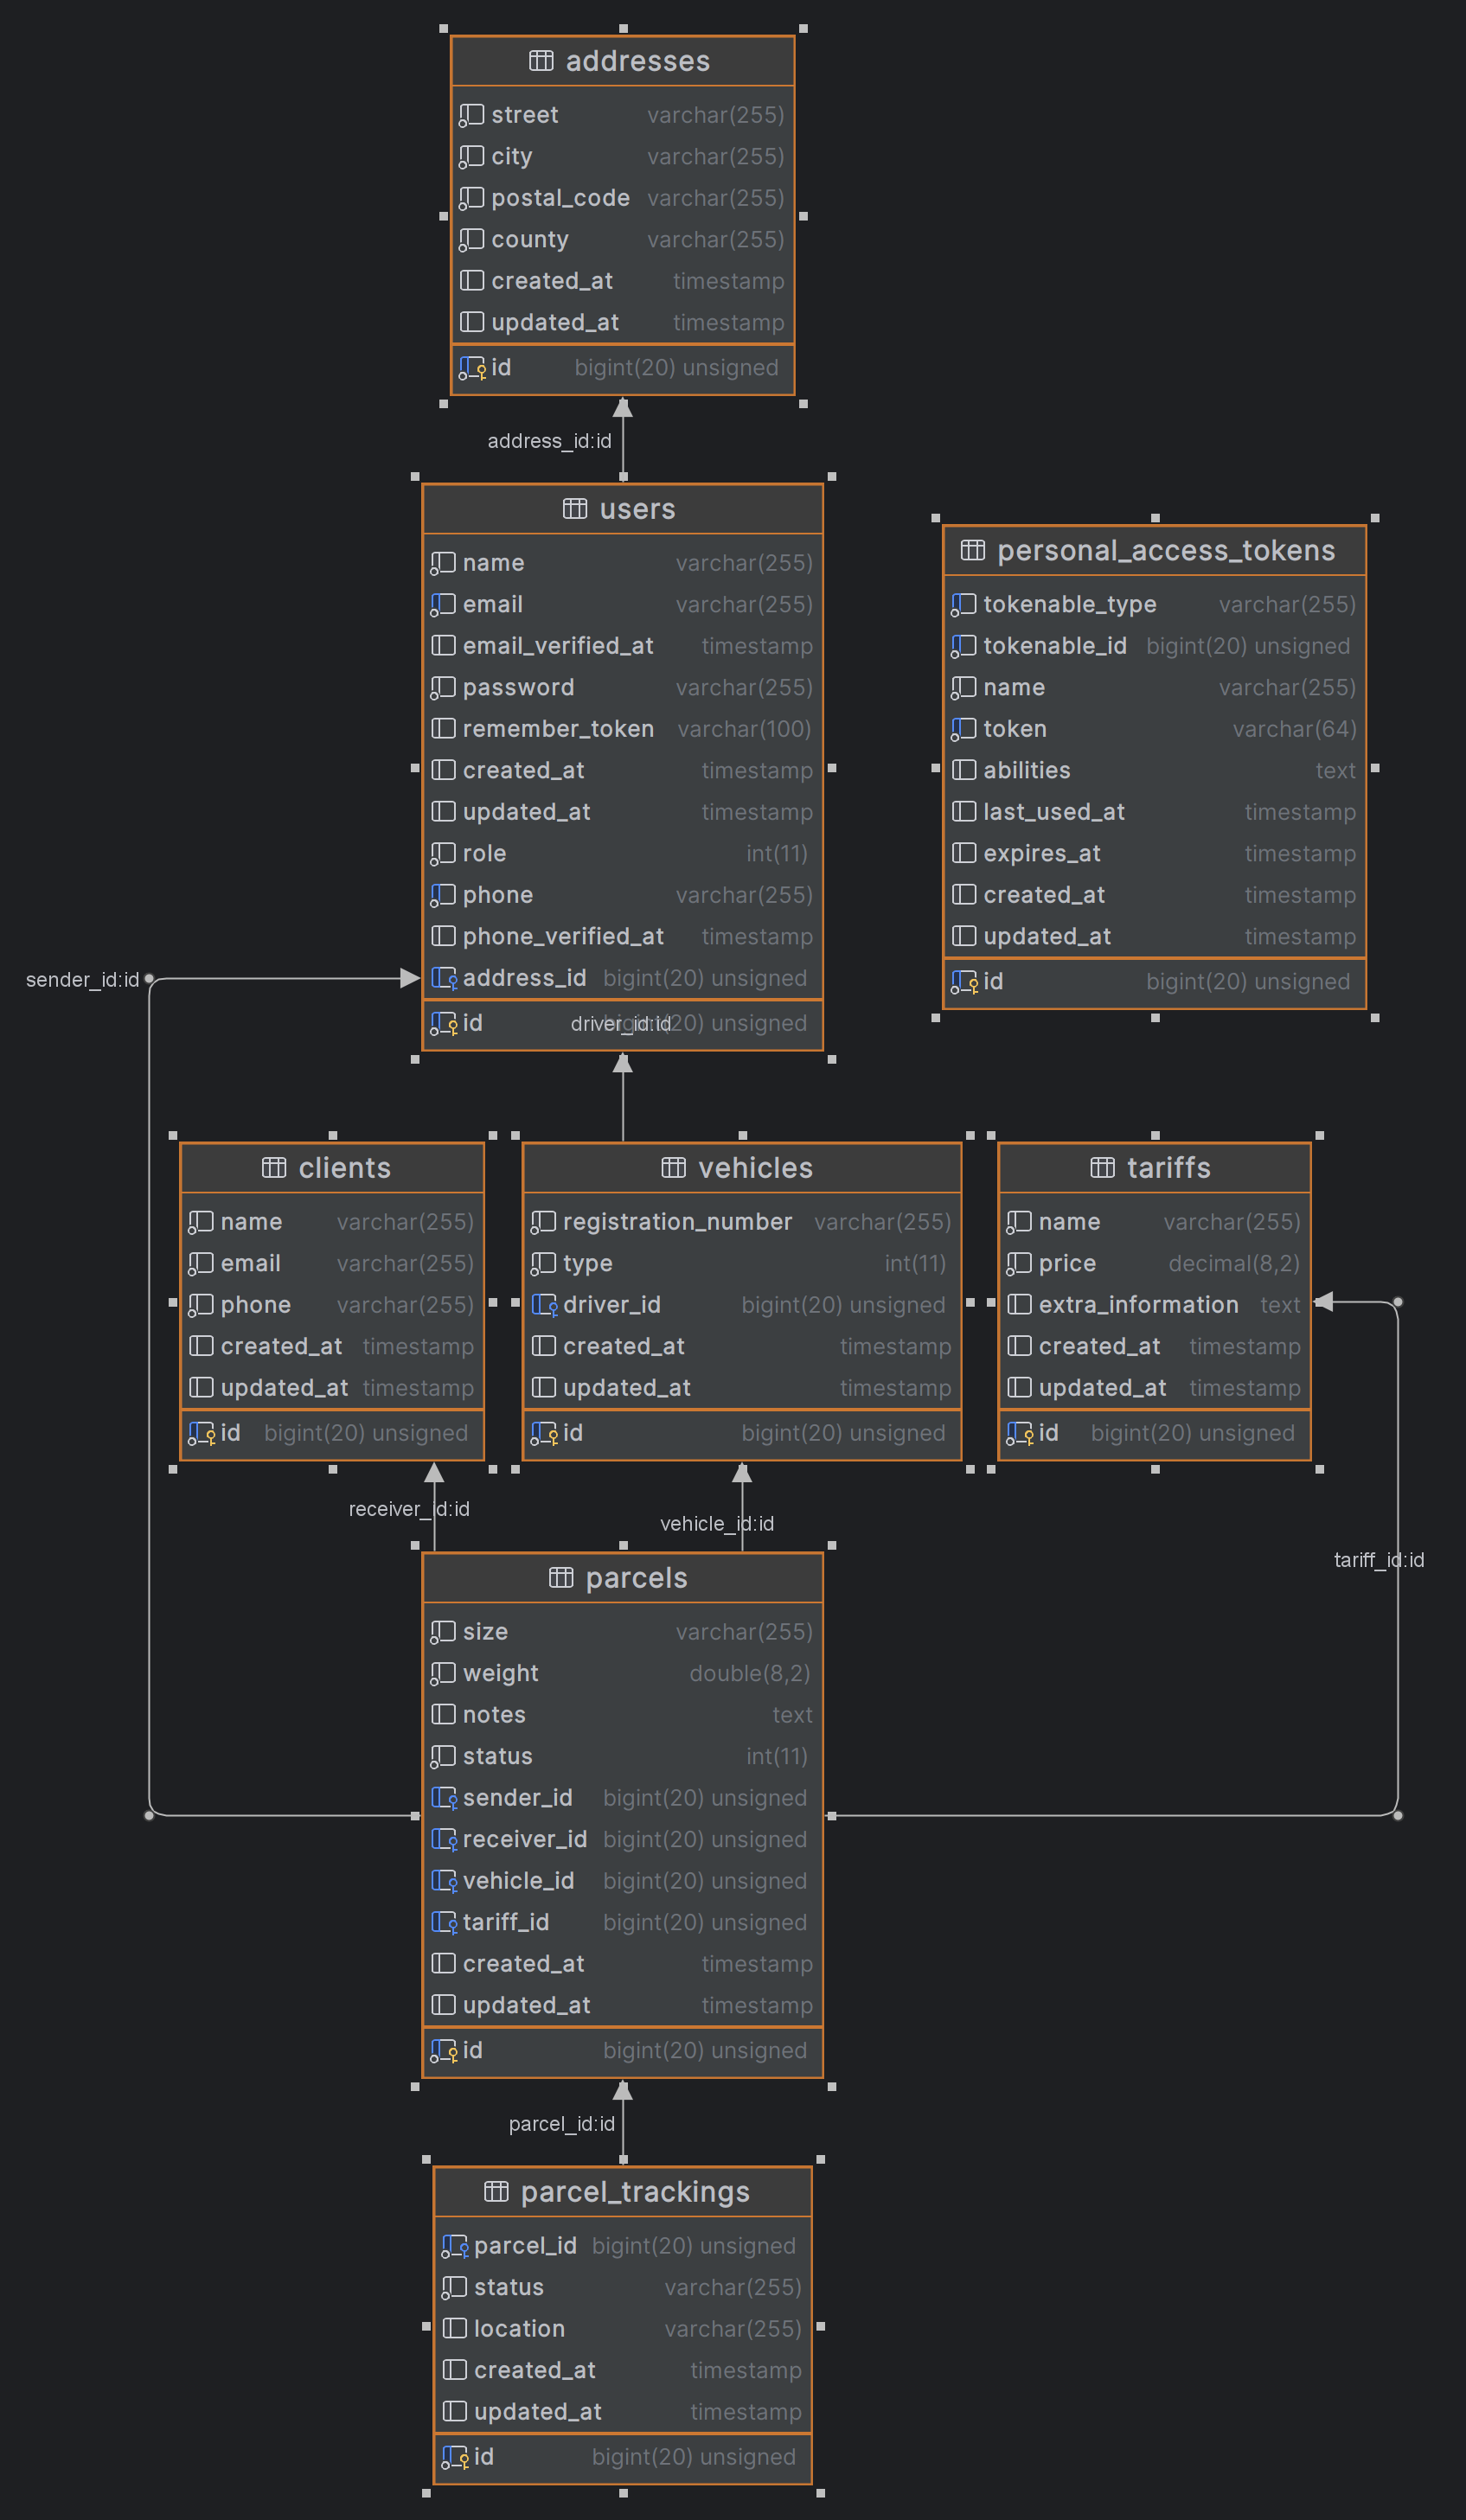 addresses
street varchar(255)
city varchar(255)
postal_code varchar(255)
county varchar(255)
created_at timestamp
updated_at timestamp
id bigint(20) unsigned
address_id:id
users
name varchar(255)
email varchar(255)
email_verified_at timestamp
password varchar(255)
remember_token varchar(100)
created_at timestamp
updated_at timestamp
role int(11)
phone varchar(255)
phone_verified_at timestamp
address_id bigint(20) unsigned
id bigint(20) unsigned
driver_id:id
personal_access_tokens
tokenable_type varchar(255)
tokenable_id bigint(20) unsigned
name varchar(255)
token varchar(64)
abilities text
last_used_at timestamp
expires_at timestamp
created_at timestamp
updated_at timestamp
id bigint(20) unsigned
sender_id:id
clients
name varchar(255)
email varchar(255)
phone varchar(255)
created_at timestamp
updated_at timestamp
id bigint(20) unsigned
vehicles
registration_number varchar(255)
type int(11)
driver_id bigint(20) unsigned
created_at timestamp
updated_at timestamp
id bigint(20) unsigned
tariffs
name varchar(255)
price decimal(8,2)
extra_information text
created_at timestamp
updated_at timestamp
id bigint(20) unsigned
receiver_id:id
vehicle_id:id
tariff_id:id
parcels
size varchar(255)
weight double(8,2)
notes text
status int(11)
sender_id bigint(20) unsigned
receiver_id bigint(20) unsigned
vehicle_id bigint(20) unsigned
tariff_id bigint(20) unsigned
created_at timestamp
updated_at timestamp
id bigint(20) unsigned
parcel_id:id
parcel_trackings
parcel_id bigint(20) unsigned
status varchar(255)
location varchar(255)
created_at timestamp
updated_at timestamp
id bigint(20) unsigned